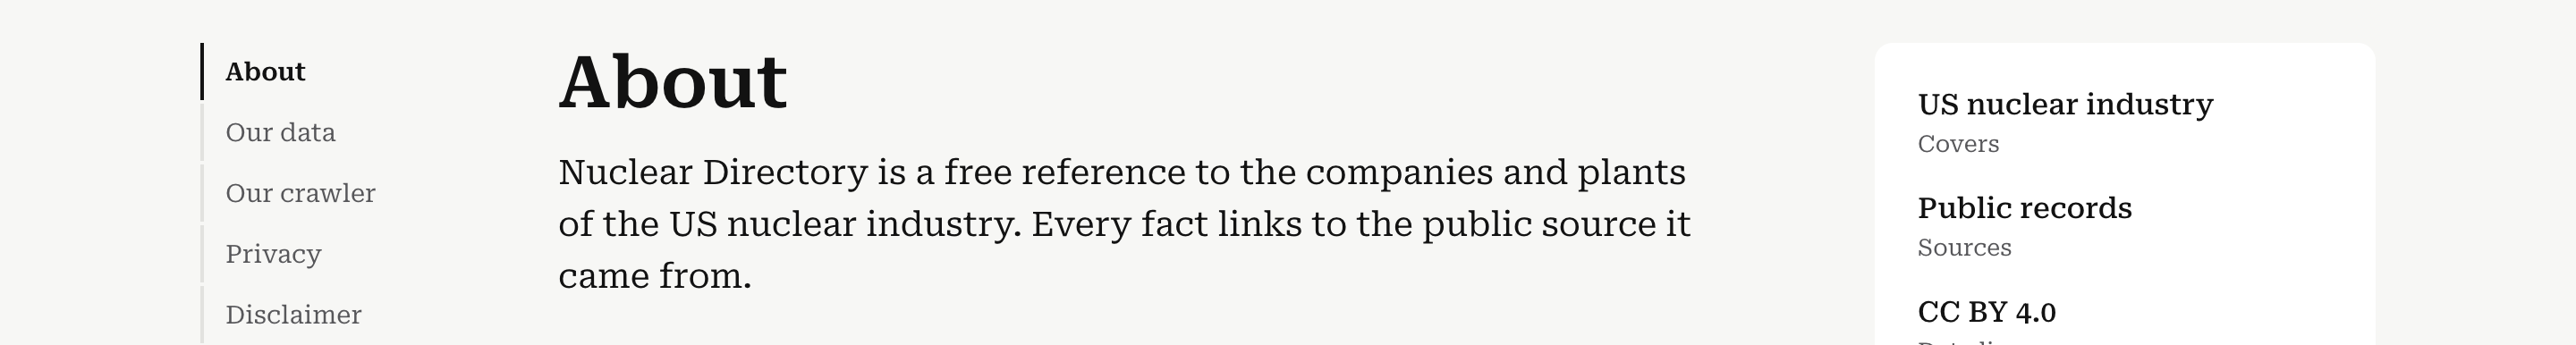 About
Our data
Our crawler
Privacy
Disclaimer
About
Nuclear Directory is a free reference to the companies and plants
of the US nuclear industry. Every fact links to the public source it
came from.
US nuclear industry
Covers
Public records
Sources
CC BY 4.0